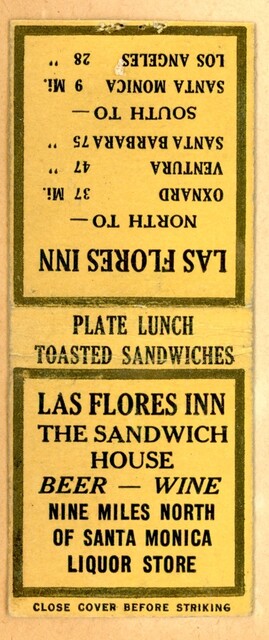 LAS FLORES INN
NORTH TO —
OXNARD 37 Mi.
VENTURA 47 "
SANTA BARBARA 75 "
SOUTH TO —
SANTA MONICA 9 Mi.
LOS ANGELES 28 "
PLATE LUNCH
TOASTED SANDWICHES
LAS FLORES INN
THE SANDWICH
HOUSE
BEER — WINE
NINE MILES NORTH
OF SANTA MONICA
LIQUOR STORE
CLOSE COVER BEFORE STRIKING